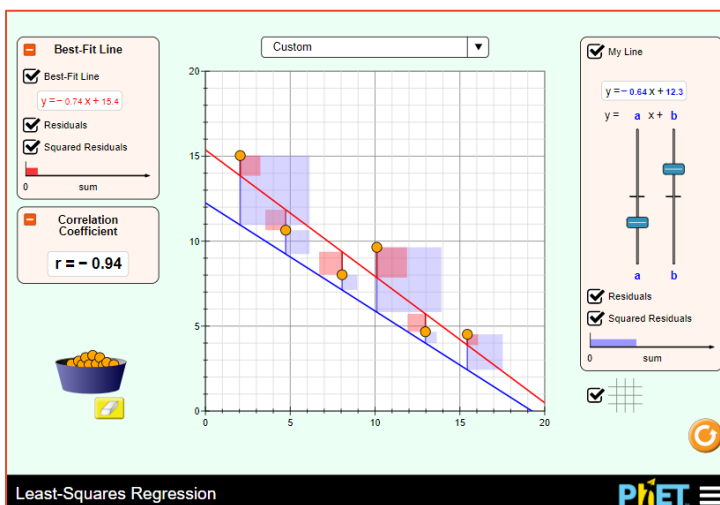 Best-Fit Line
Best-Fit Line
y = − 0.74 x + 15.4
Residuals
Squared Residuals
0 sum
Correlation
Coefficient
r = − 0.94
Custom
20
15
10
5
0
0 5 10 15 20
My Line
y = − 0.64 x + 12.3
y = a x + b
a b
Residuals
Squared Residuals
0 sum
Least-Squares Regression
PhET